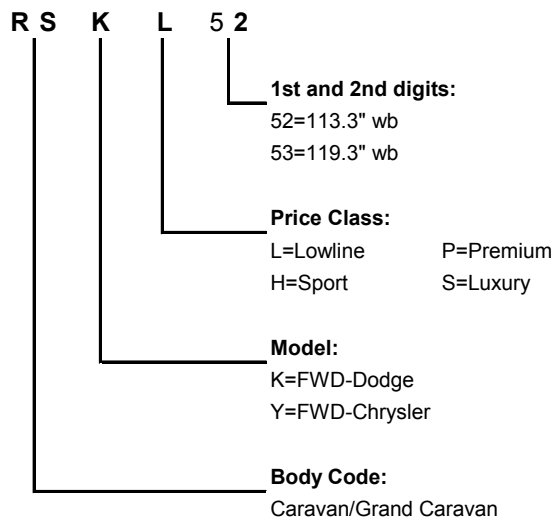 R S K L 5 2
1st and 2nd digits:
52=113.3" wb
53=119.3" wb
Price Class:
L=Lowline P=Premium
H=Sport S=Luxury
Model:
K=FWD-Dodge
Y=FWD-Chrysler
Body Code:
Caravan/Grand Caravan